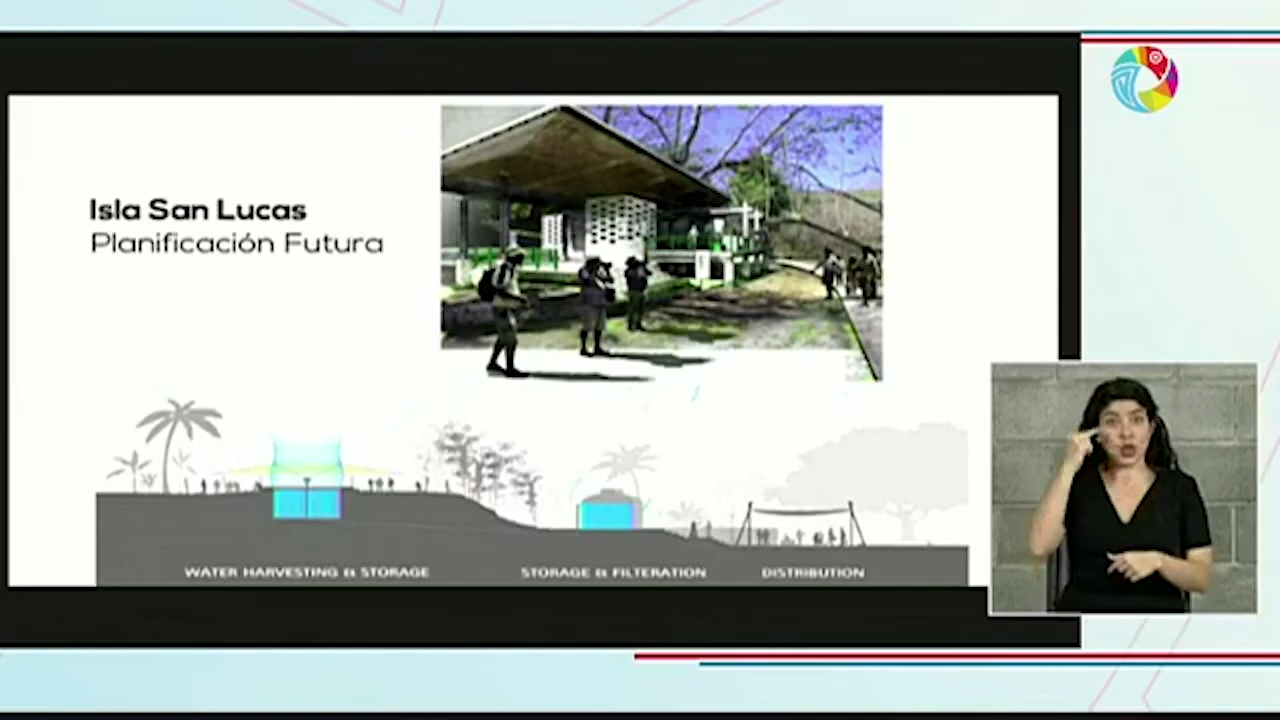 Isla San Lucas
Planificación Futura
WATER HARVESTING & STORAGE
STORAGE & FILTERATION
DISTRIBUTION